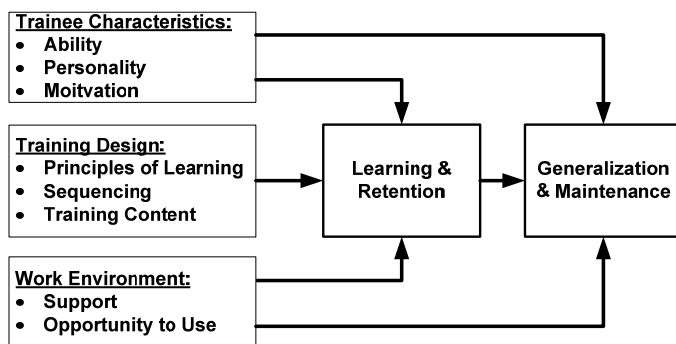 Trainee Characteristics:
• Ability
• Personality
• Moitvation
Training Design:
• Principles of Learning
• Sequencing
• Training Content
Work Environment:
• Support
• Opportunity to Use
Learning &
Retention
Generalization
& Maintenance